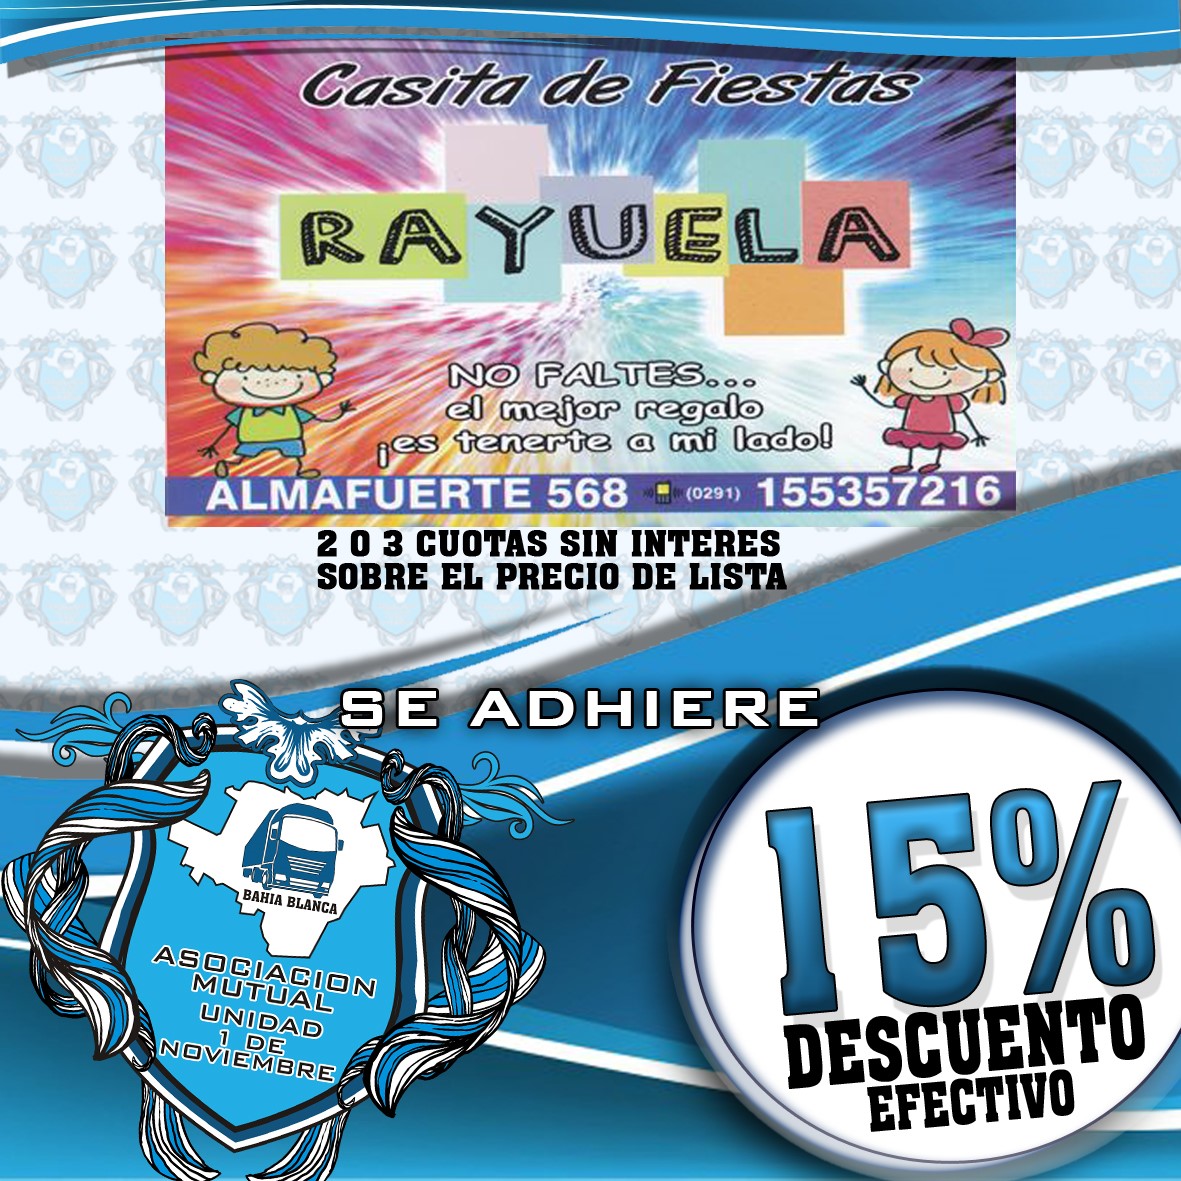 Casita de Fiestas
RAYUELA
NO FALTES...
el mejor regalo
¡es tenerte a mi lado!
ALMAFUERTE 568 (0291) 155357216
2 O 3 CUOTAS SIN INTERES
SOBRE EL PRECIO DE LISTA
SE ADHIERE
BAHIA BLANCA
ASOCIACION
MUTUAL
UNIDAD
1 DE
NOVIEMBRE
15%
DESCUENTO
EFECTIVO